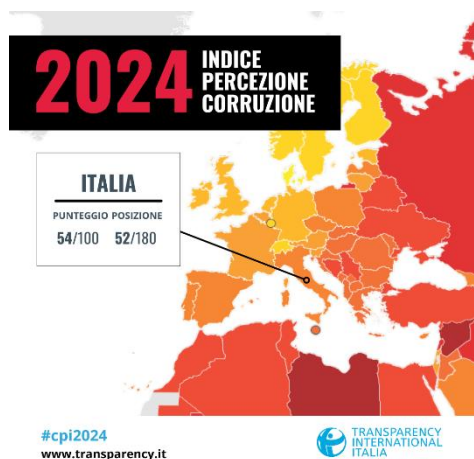 2024
INDICE
PERCEZIONE
CORRUZIONE
ITALIA
PUNTEGGIO POSIZIONE
54/100 52/180
#cpi2024
www.transparency.it
TRANSPARENCY
INTERNATIONAL
ITALIA